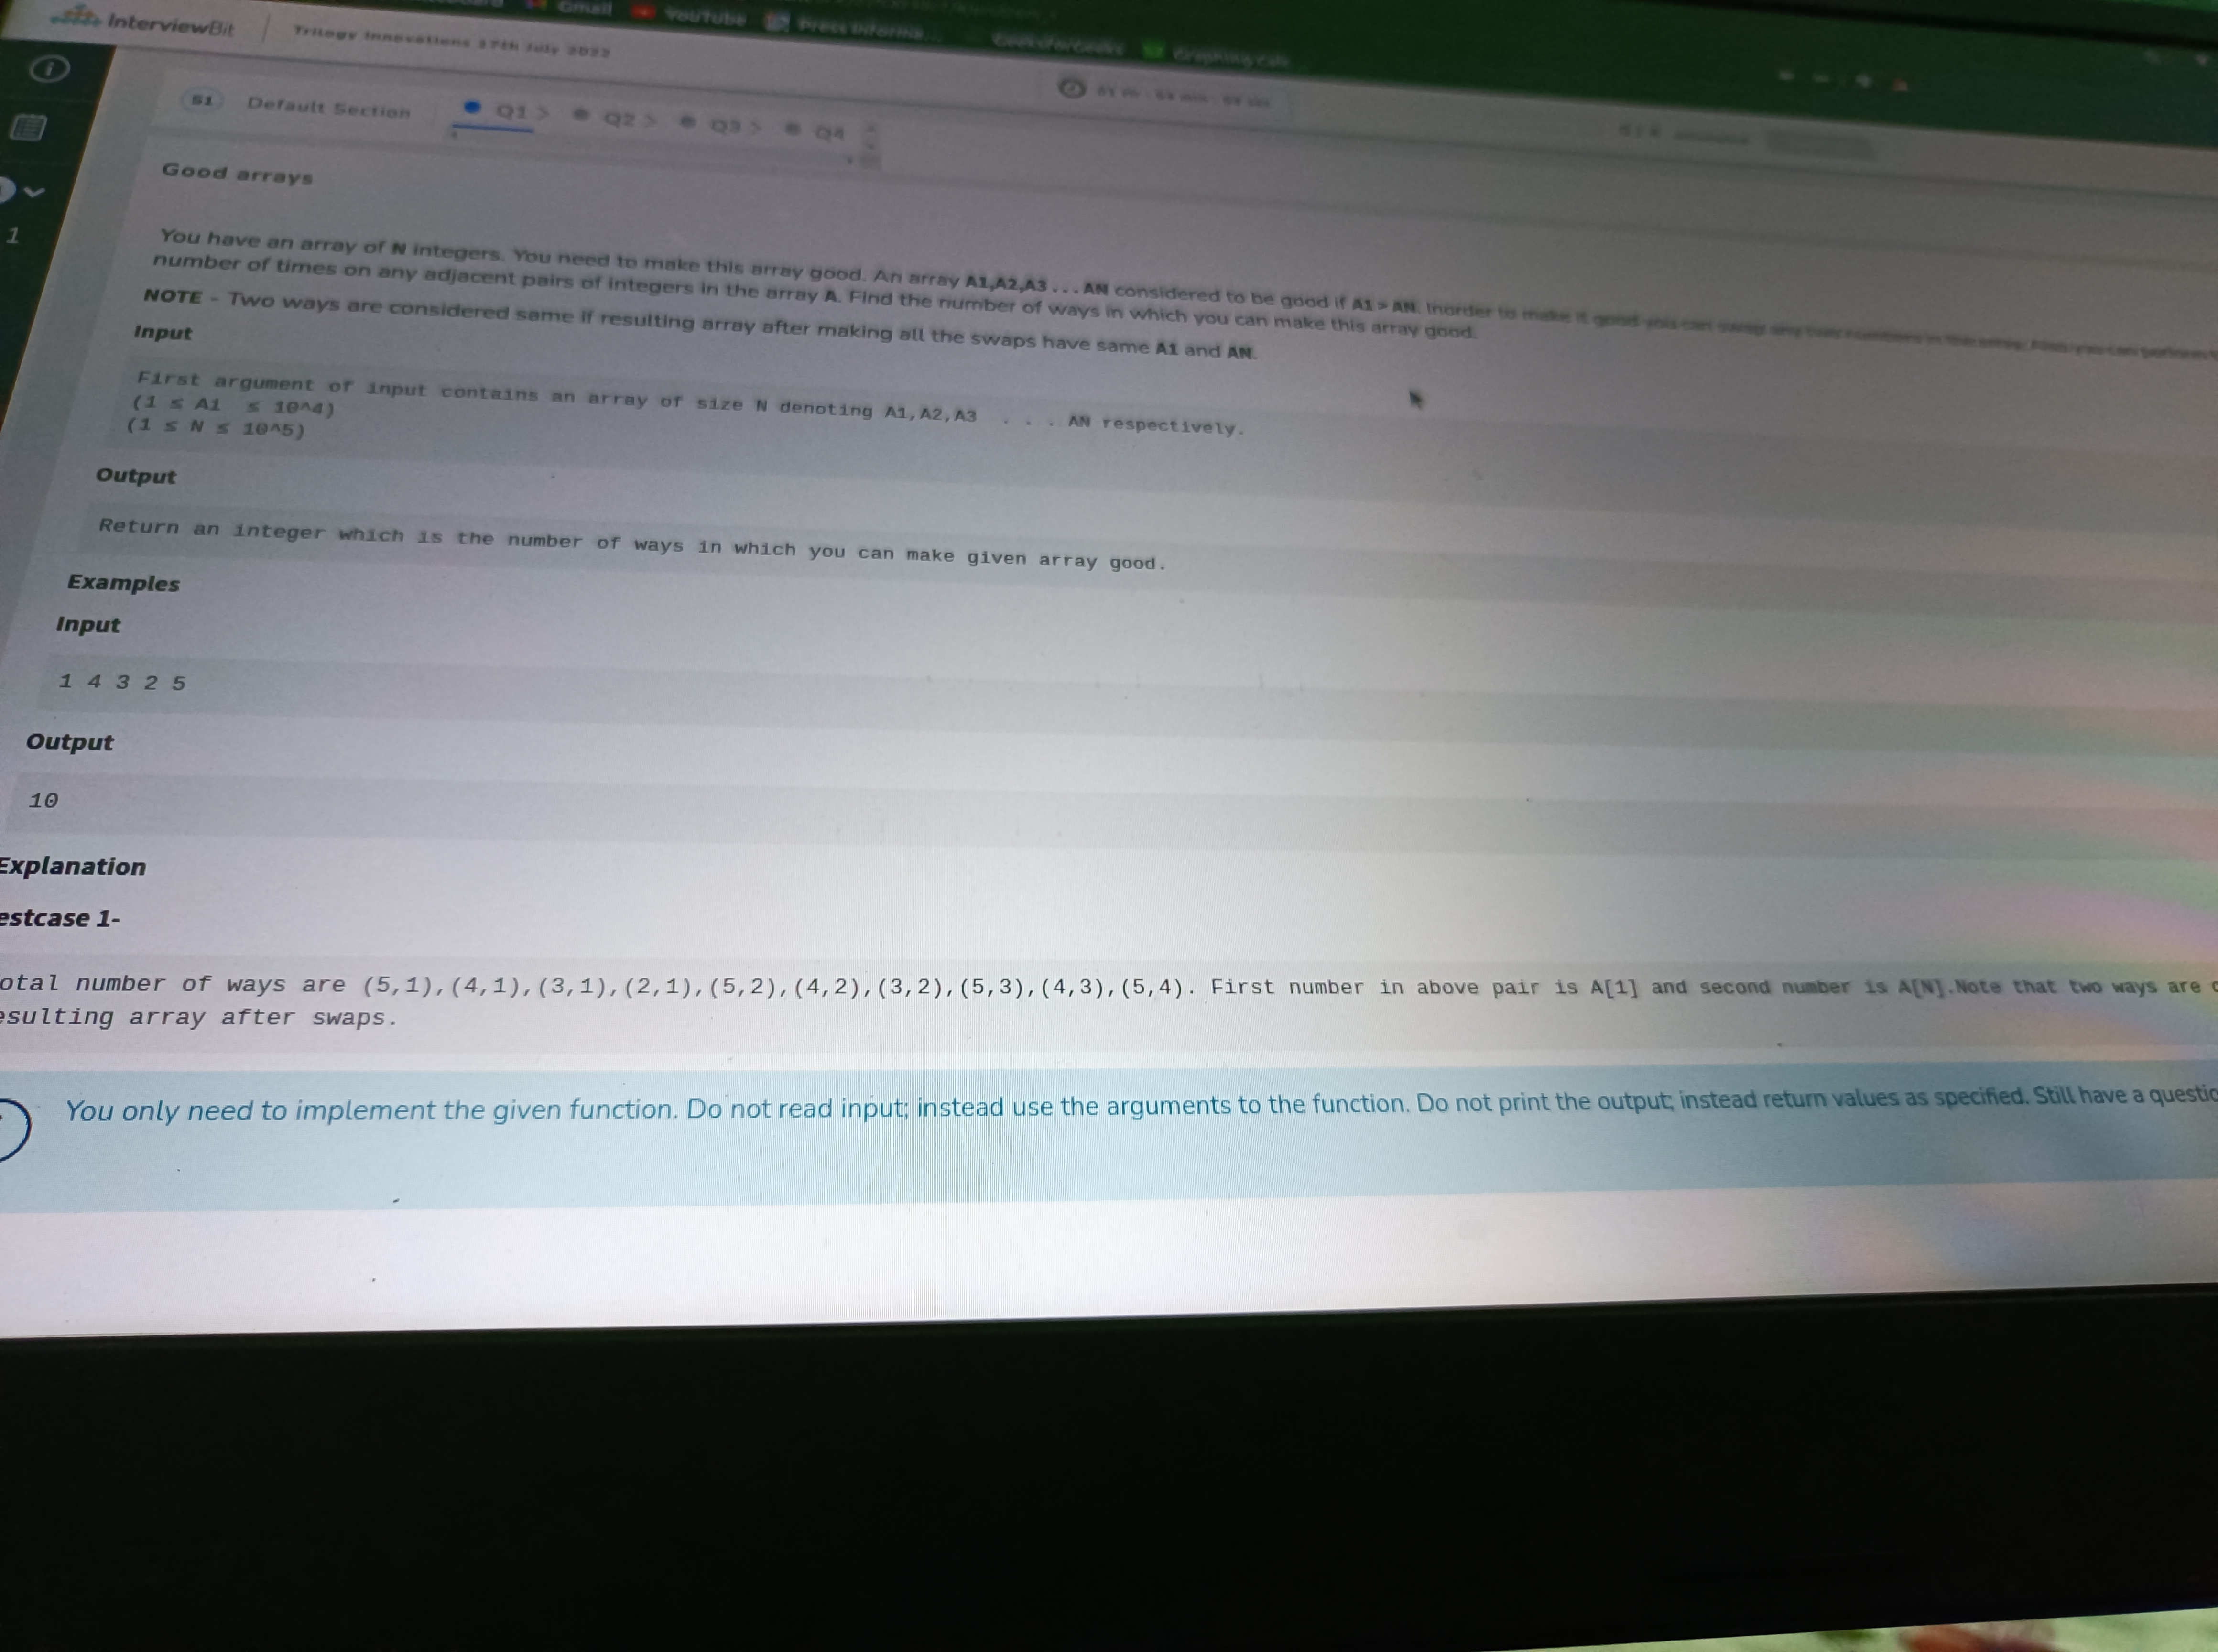 Gmail
YouTube
Press Informa...
GeeksforGeeks
Graphing Calc...
InterviewBit
Trilogy Innovations 17th July 2022
S1 Default Section
Q1 > Q2 > Q3 > Q4
1
Good arrays
You have an array of N integers. You need to make this array good. An array A1,A2,A3 . . . AN considered to be good if A1 > AN. Inorder to make it good you can swap any two numbers in the array. Also you can perform
number of times on any adjacent pairs of integers in the array A. Find the number of ways in which you can make this array good.
NOTE - Two ways are considered same if resulting array after making all the swaps have same A1 and AN.
Input
First argument of input contains an array of size N denoting A1,A2,A3 . . . AN respectively.
(1 ≤ Ai ≤ 10^4)
(1 ≤ N ≤ 10^5)
Output
Return an integer which is the number of ways in which you can make given array good.
Examples
Input
1 4 3 2 5
Output
10
Explanation
estcase 1-
otal number of ways are (5,1),(4,1),(3,1),(2,1),(5,2),(4,2),(3,2),(5,3),(4,3),(5,4). First number in above pair is A[1] and second number is A[N].Note that two ways are
esulting array after swaps.
You only need to implement the given function. Do not read input; instead use the arguments to the function. Do not print the output; instead return values as specified. Still have a questio